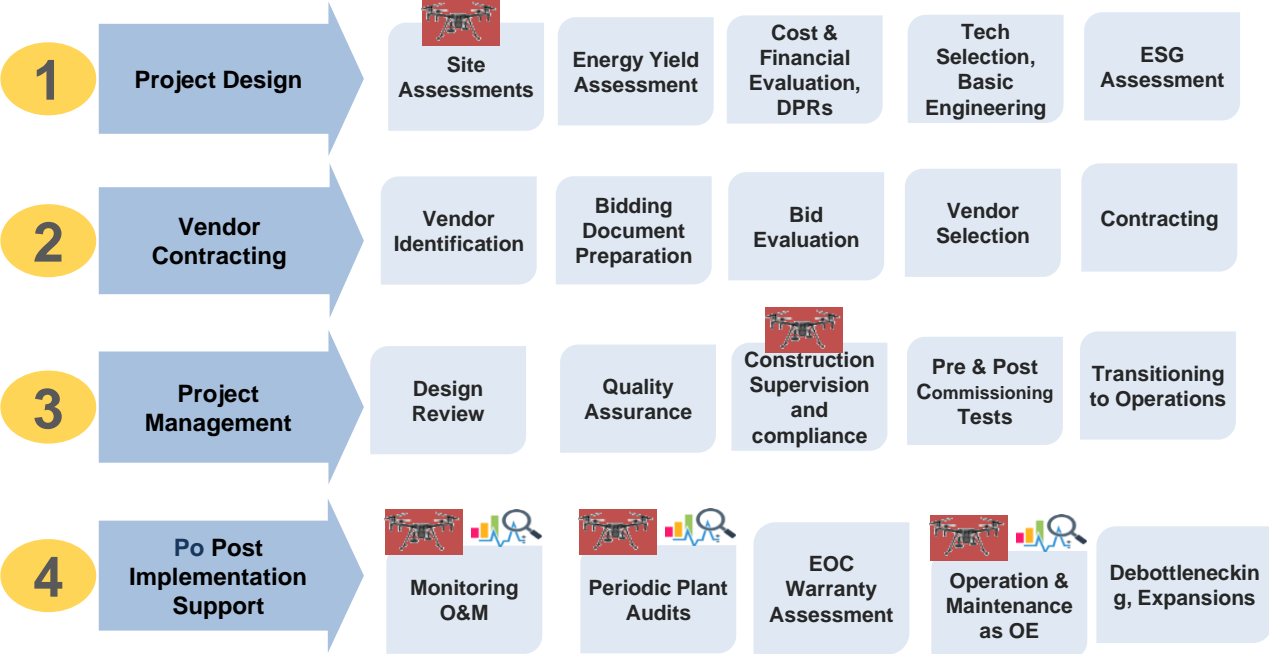 1
Project Design
Site
Assessments
Energy Yield
Assessment
Cost &
Financial
Evaluation,
DPRs
Tech
Selection,
Basic
Engineering
ESG
Assessment
2
Vendor
Contracting
Vendor
Identification
Bidding
Document
Preparation
Bid
Evaluation
Vendor
Selection
Contracting
3
Project
Management
Design
Review
Quality
Assurance
Construction
Supervision
and
compliance
Pre & Post
Commissioning
Tests
Transitioning
to Operations
4
Po Post
Implementation
Support
Monitoring
O&M
Periodic Plant
Audits
EOC
Warranty
Assessment
Operation &
Maintenance
as OE
Debottleneckin
g, Expansions